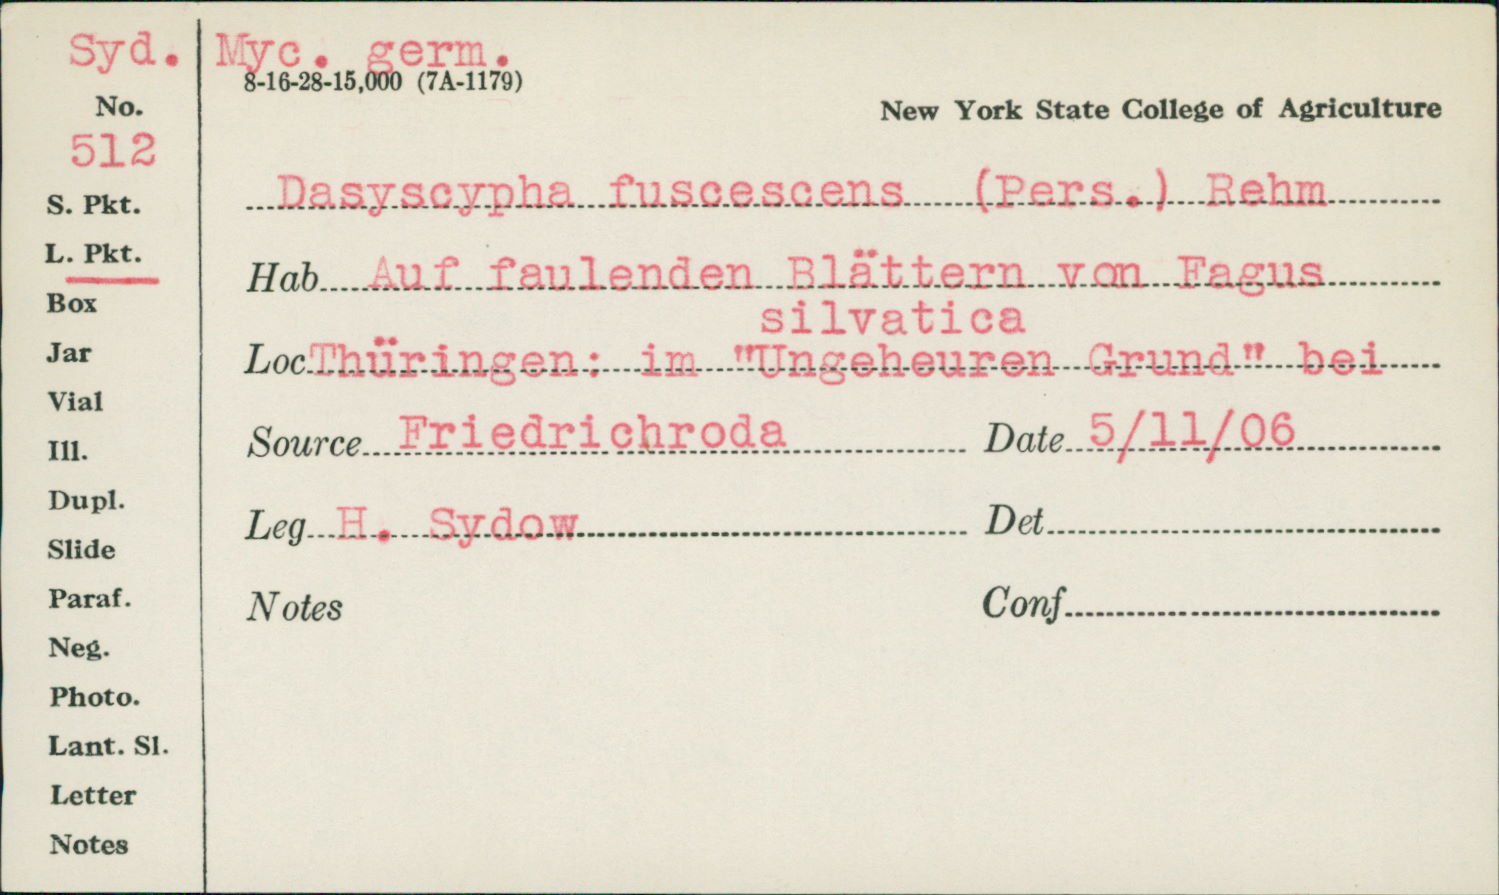 Syd. Myc. germ.
8-16-28-15,000 (7A-1179)
New York State College of Agriculture
No.
512
S. Pkt.
L. Pkt.
Box
Jar
Vial
Ill.
Dupl.
Slide
Paraf.
Neg.
Photo.
Lant. Sl.
Letter
Notes
Dasyscypha fuscescens (Pers.) Rehm
Hab. Auf faulenden Blättern von Fagus
silvatica
Loc. Thüringen: im "Ungeheuren Grund" bei
Source Friedrichroda Date 5/11/06
Leg. H. Sydow Det.
Notes Conf.